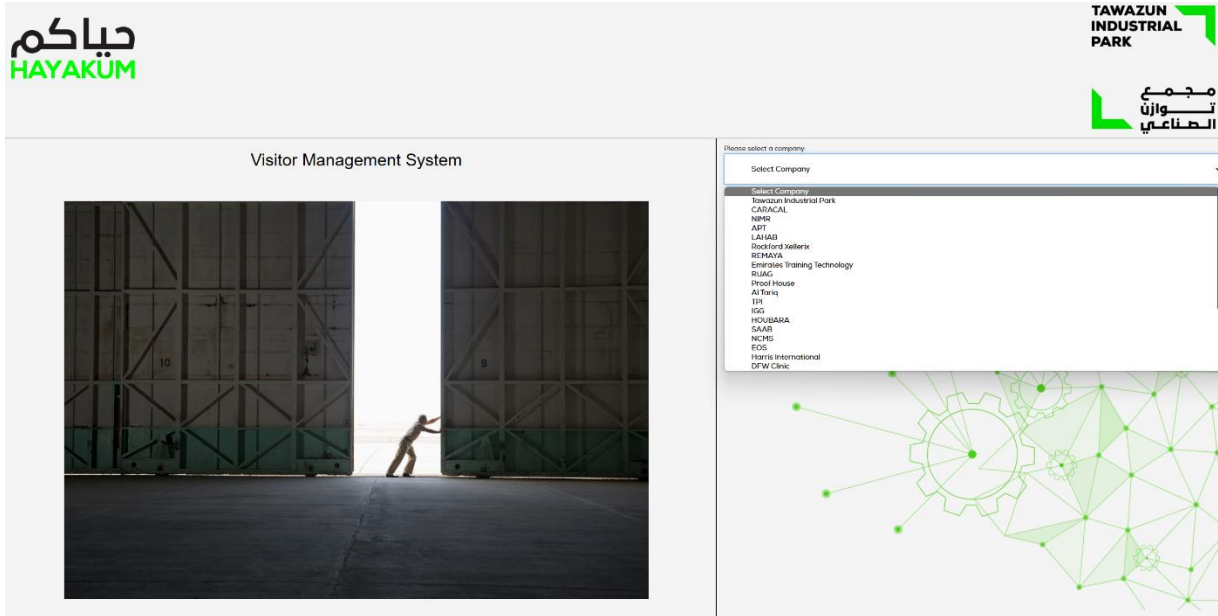 حياكم
HAYAKUM
TAWAZUN
INDUSTRIAL
PARK
مجمع
توازن
الصناعي
Visitor Management System
10
9
Please select a company
Select Company
Select Company
Tawazun Industrial Park
CARACAL
NIMR
APT
LAHAB
Rockford Xellerix
REMAYA
Emirates Training Technology
RUAG
Proof House
Al Tariq
TPI
IGG
HOUBARA
SAAB
NCMS
EOS
Harris International
DFW Clinic